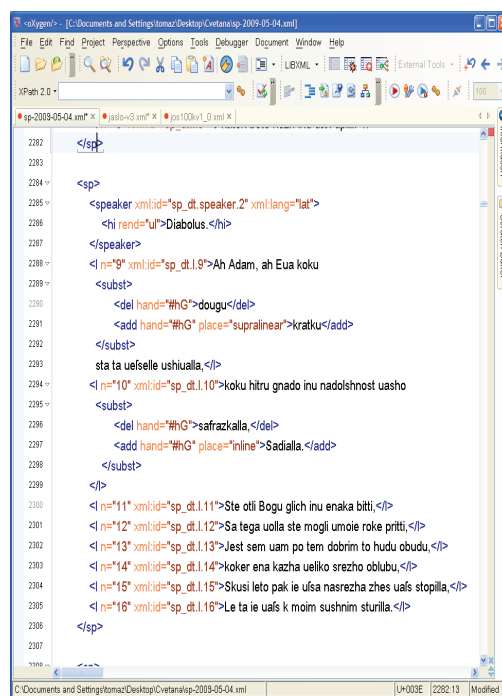 <oXygen/> - [C:\Documents and Settings\tomaz\Desktop\Cvetana\sp-2009-05-04.xml]
File Edit Find Project Perspective Options Tools Debugger Document Window Help
LIBXML External Tools
XPath 2.0 100
sp-2009-05-04.xml* jaslo-v3.xml* jos100kv1_0.xml
2282 </sp>
2283
2284 <sp>
2285 <speaker xml:id="sp_dt.speaker.2" xml:lang="lat">
2286 <hi rend="ul">Diabolus.</hi>
2287 </speaker>
2288 <l n="9" xml:id="sp_dt.l.9">Ah Adam, ah Eua koku
2289 <subst>
2290 <del hand="#hG">dougu</del>
2291 <add hand="#hG" place="supralinear">kratku</add>
2292 </subst>
2293 sta ta ueſselle ushiualla,</l>
2294 <l n="10" xml:id="sp_dt.l.10">koku hitru gnado inu nadolshnost uasho
2295 <subst>
2296 <del hand="#hG">safrazkalla,</del>
2297 <add hand="#hG" place="inline">Sadialla.</add>
2298 </subst>
2299 </l>
2300 <l n="11" xml:id="sp_dt.l.11">Ste otli Bogu glich inu enaka bitti,</l>
2301 <l n="12" xml:id="sp_dt.l.12">Sa tega uolla ste mogli umoie roke pritti,</l>
2302 <l n="13" xml:id="sp_dt.l.13">Jest sem uam po tem dobrim to hudu obudu,</l>
2303 <l n="14" xml:id="sp_dt.l.14">koker ena kazha ueliko srezho oblubu,</l>
2304 <l n="15" xml:id="sp_dt.l.15">Skusi leto pak ie uſsa nasrezha zhes uaſs stopilla,</l>
2305 <l n="16" xml:id="sp_dt.l.16">Le ta ie uaſs k moim sushnim sturilla.</l>
2306 </sp>
2307
C:\Documents and Settings\tomaz\Desktop\Cvetana\sp-2009-05-04.xml U+003E 2282:13 Modified